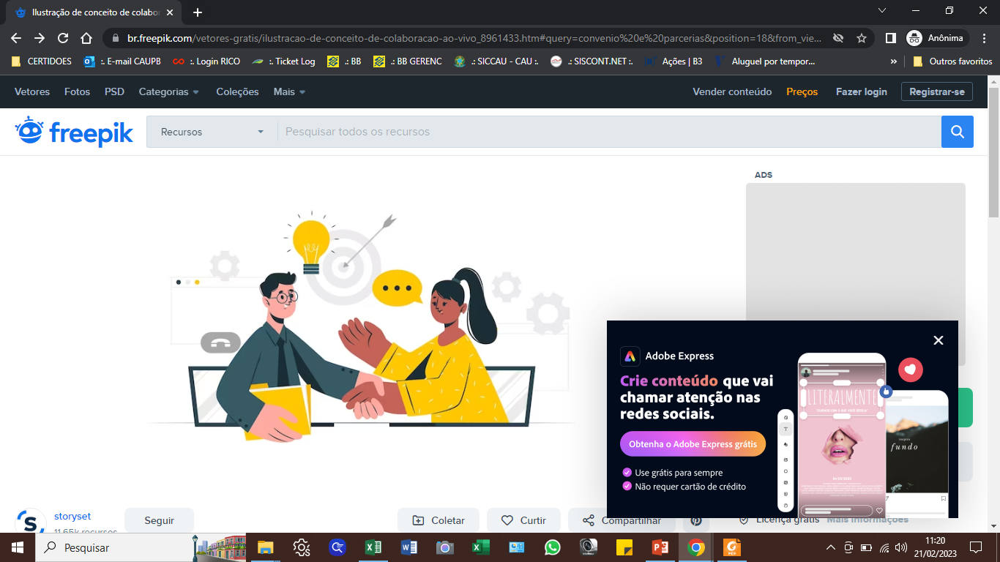 Ilustração de conceito de colabor
br.freepik.com/vetores-gratis/ilustracao-de-conceito-de-colaboracao-ao-vivo_8961433.htm#query=convenio%20e%20parcerias&position=18&from_vie...
Anônima
CERTIDOES
:. E-mail CAUPB
:. Login RICO
:. Ticket Log
.: BB
.: BB GERENC
.: SICCAU - CAU :.
.: SISCONT.NET :.
Ações | B3
Aluguel por tempor...
»
Outros favoritos
Vetores
Fotos
PSD
Categorias
Coleções
Mais
Vender conteúdo
Preços
Fazer login
Registrar-se
freepik
Recursos
Pesquisar todos os recursos
ADS
Adobe Express
Crie conteúdo que vai
chamar atenção nas
redes sociais.
Obtenha o Adobe Express grátis
Use grátis para sempre
Não requer cartão de crédito
LITERALMENTE
respire
fundo
storyset
11.65k recursos
Seguir
Coletar
Curtir
Compartilhar
Licença grátis
Mais informações
Pesquisar
11:20
21/02/2023